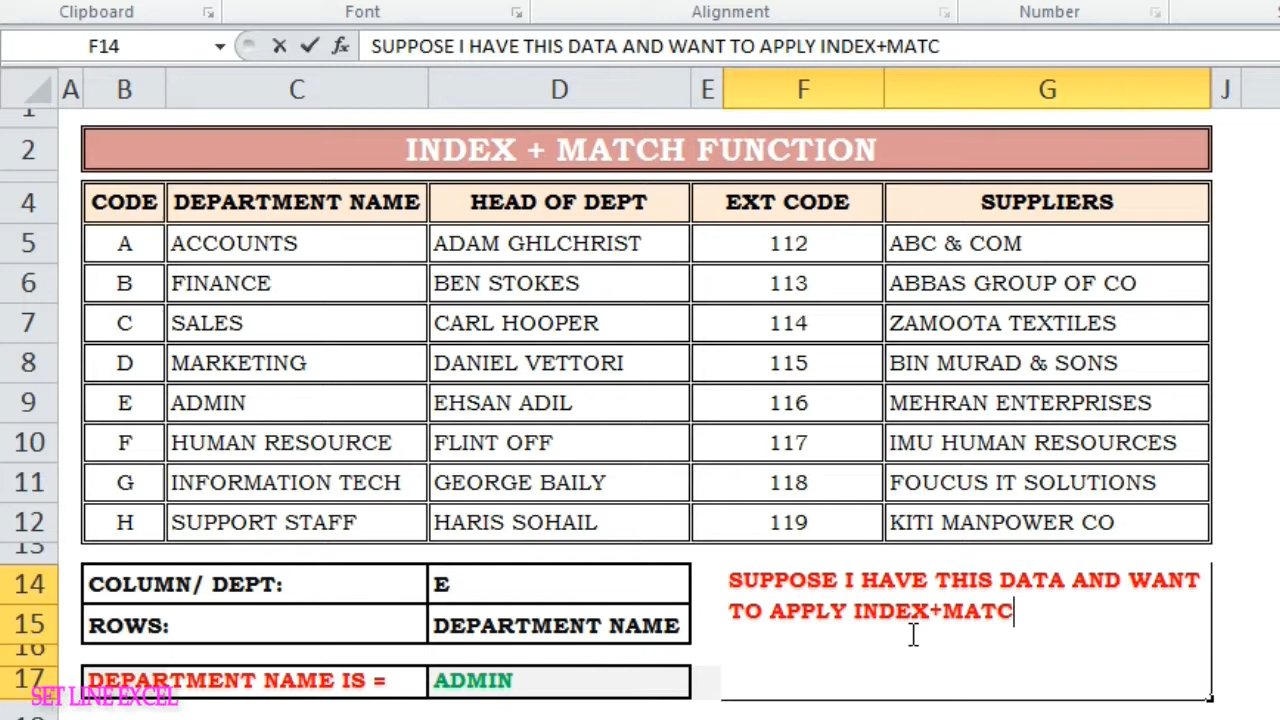 Clipboard Font Alignment Number
F14 fx SUPPOSE I HAVE THIS DATA AND WANT TO APPLY INDEX+MATC
A B C D E F G J
1
2 INDEX + MATCH FUNCTION
4 CODE DEPARTMENT NAME HEAD OF DEPT EXT CODE SUPPLIERS
5 A ACCOUNTS ADAM GHLCHRIST 112 ABC & COM
6 B FINANCE BEN STOKES 113 ABBAS GROUP OF CO
7 C SALES CARL HOOPER 114 ZAMOOTA TEXTILES
8 D MARKETING DANIEL VETTORI 115 BIN MURAD & SONS
9 E ADMIN EHSAN ADIL 116 MEHRAN ENTERPRISES
10 F HUMAN RESOURCE FLINT OFF 117 IMU HUMAN RESOURCES
11 G INFORMATION TECH GEORGE BAILY 118 FOUCUS IT SOLUTIONS
12 H SUPPORT STAFF HARIS SOHAIL 119 KITI MANPOWER CO
13
14 COLUMN/ DEPT: E SUPPOSE I HAVE THIS DATA AND WANT
15 ROWS: DEPARTMENT NAME TO APPLY INDEX+MATC
16
17 DEPARTMENT NAME IS = ADMIN
SET LINE EXCEL